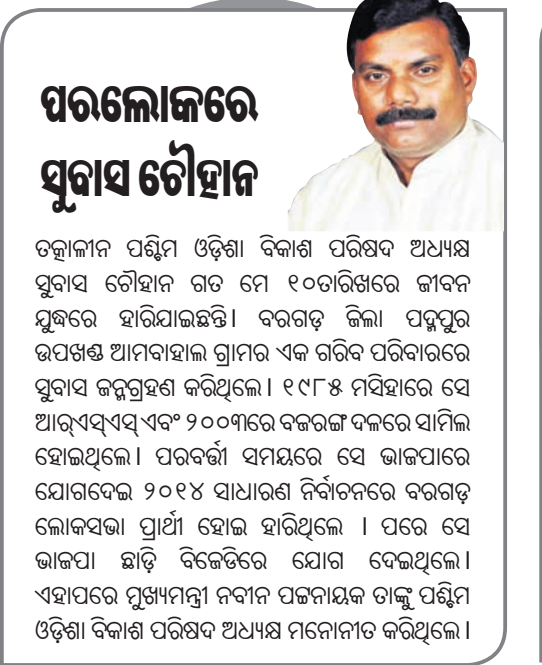 ପରଲୋକରେ
ସୁବାସ ଚୌହାନ
ତତ୍କାଳୀନ ପଶ୍ଚିମ ଓଡ଼ିଶା ବିକାଶ ପରିଷଦ ଅଧ୍ୟକ୍ଷ
ସୁବାସ ଚୌହାନ ଗତ ମେ ୧୦ତାରିଖରେ ଜୀବନ
ଯୁଦ୍ଧରେ ହାରିଯାଇଛନ୍ତି। ବରଗଡ଼ ଜିଲା ପଦ୍ମପୁର
ଉପଖଣ୍ଡ ଆମବାହାଲ ଗ୍ରାମର ଏକ ଗରିବ ପରିବାରରେ
ସୁବାସ ଜନ୍ମଗ୍ରହଣ କରିଥିଲେ। ୧୯୮୫ ମସିହାରେ ସେ
ଆର୍‌ଏସ୍‌ଏସ୍ ଏବଂ ୨୦୦୩ରେ ବଜରଙ୍ଗ ଦଳରେ ସାମିଲ
ହୋଇଥିଲେ। ପରବର୍ତ୍ତୀ ସମୟରେ ସେ ଭାଜପାରେ
ଯୋଗଦେଇ ୨୦୧୪ ସାଧାରଣ ନିର୍ବାଚନରେ ବରଗଡ଼
ଲୋକସଭା ପ୍ରାର୍ଥୀ ହୋଇ ହାରିଥିଲେ । ପରେ ସେ
ଭାଜପା ଛାଡ଼ି ବିଜେଡିରେ ଯୋଗ ଦେଇଥିଲେ।
ଏହାପରେ ମୁଖ୍ୟମନ୍ତ୍ରୀ ନବୀନ ପଟ୍ଟନାୟକ ତାଙ୍କୁ ପଶ୍ଚିମ
ଓଡ଼ିଶା ବିକାଶ ପରିଷଦ ଅଧ୍ୟକ୍ଷ ମନୋନୀତ କରିଥିଲେ।